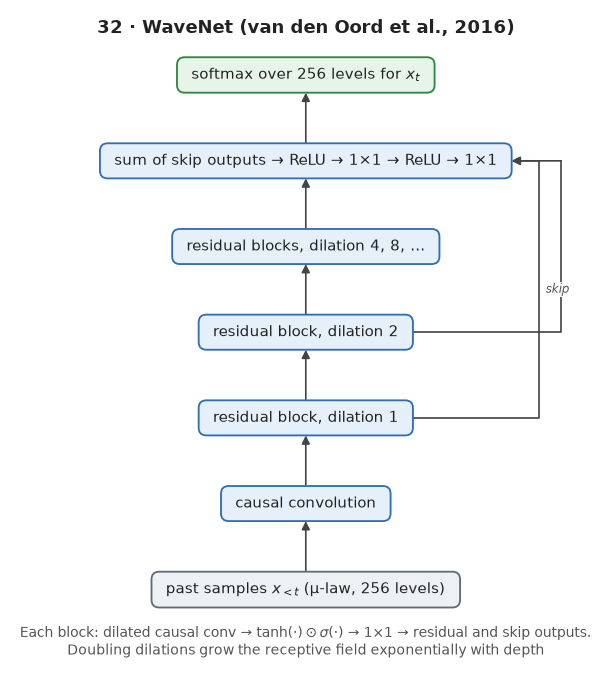 32 · WaveNet (van den Oord et al., 2016)
softmax over 256 levels for xₜ
sum of skip outputs → ReLU → 1×1 → ReLU → 1×1
residual blocks, dilation 4, 8, ...
skip
residual block, dilation 2
residual block, dilation 1
causal convolution
past samples x<t (μ-law, 256 levels)
Each block: dilated causal conv → tanh(·) ⊙ σ(·) → 1×1 → residual and skip outputs.
Doubling dilations grow the receptive field exponentially with depth